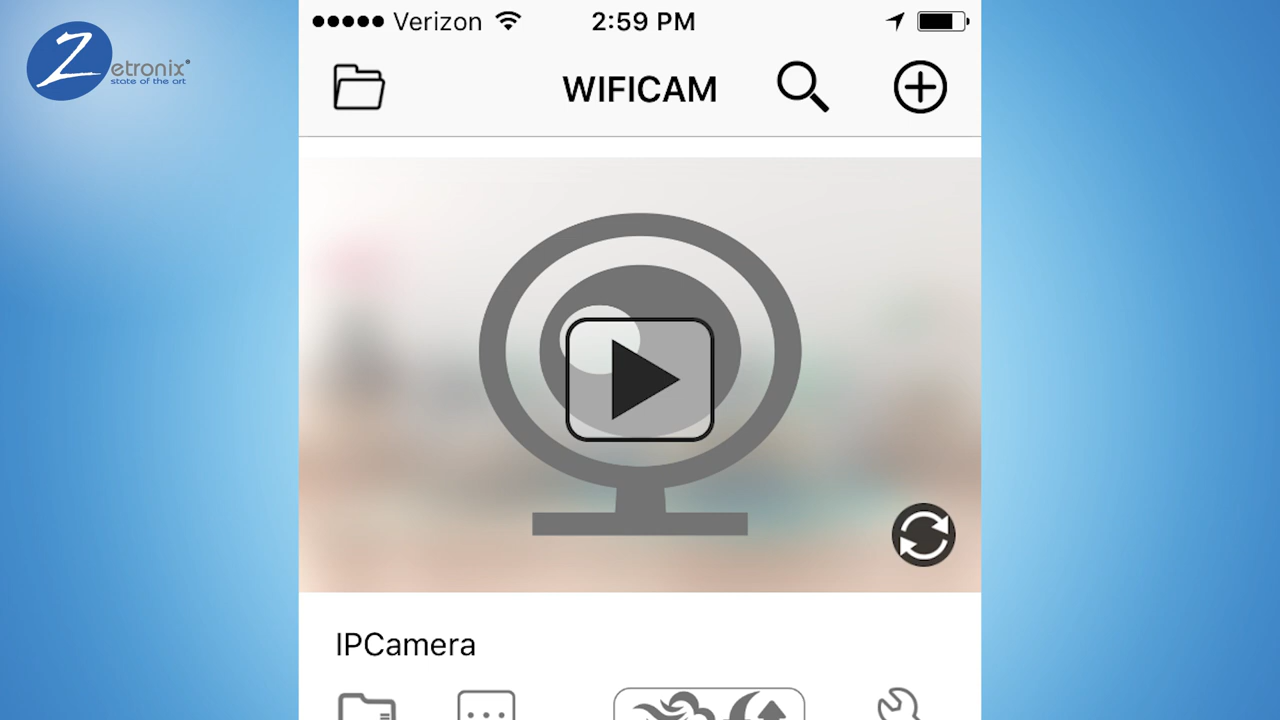 Zetronix®
state of the art
Verizon 2:59 PM
WIFICAM
IPCamera